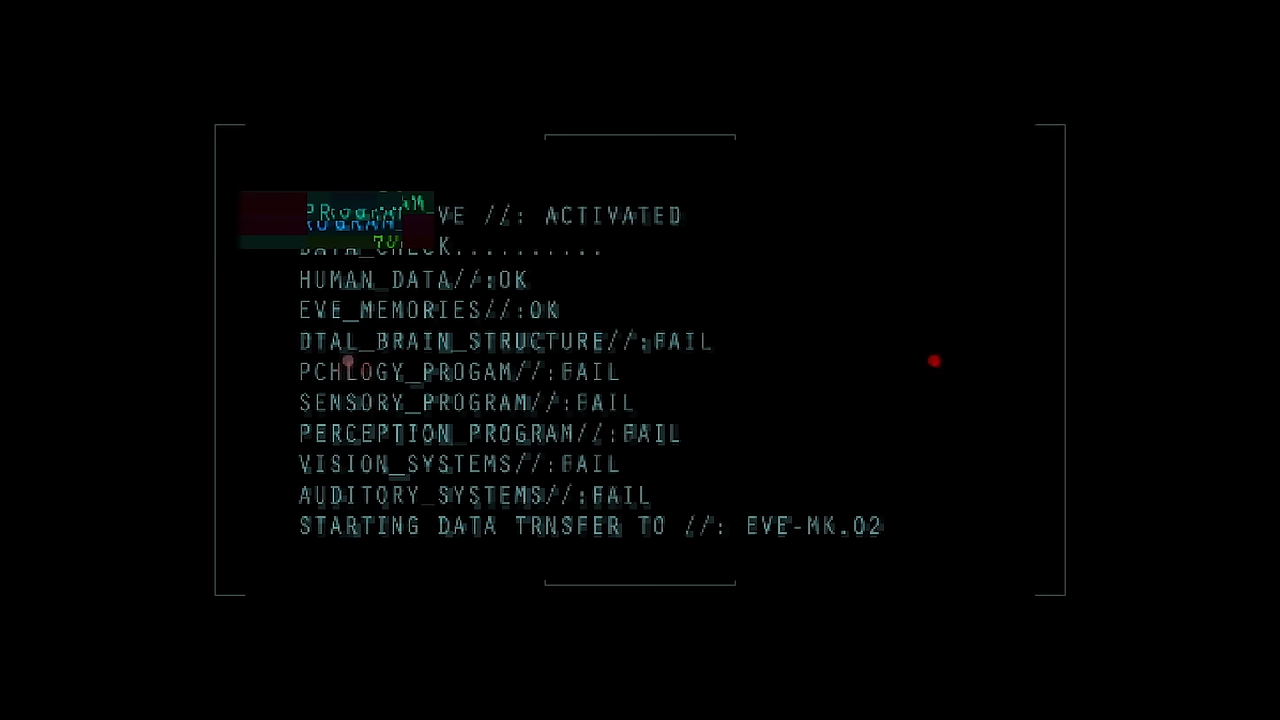 VE //: ACTIVATED
DATA_CHECK..........
HUMAN_DATA//:OK
EVE_MEMORIES//:OK
DTAL_BRAIN_STRUCTURE//:FAIL
PCHLOGY_PROGAM//:FAIL
SENSORY_PROGRAM//:FAIL
PERCEPTION_PROGRAM//:FAIL
VISION_SYSTEMS//:FAIL
AUDITORY_SYSTEMS//:FAIL
STARTING DATA TRNSFER TO //: EVE-MK.02